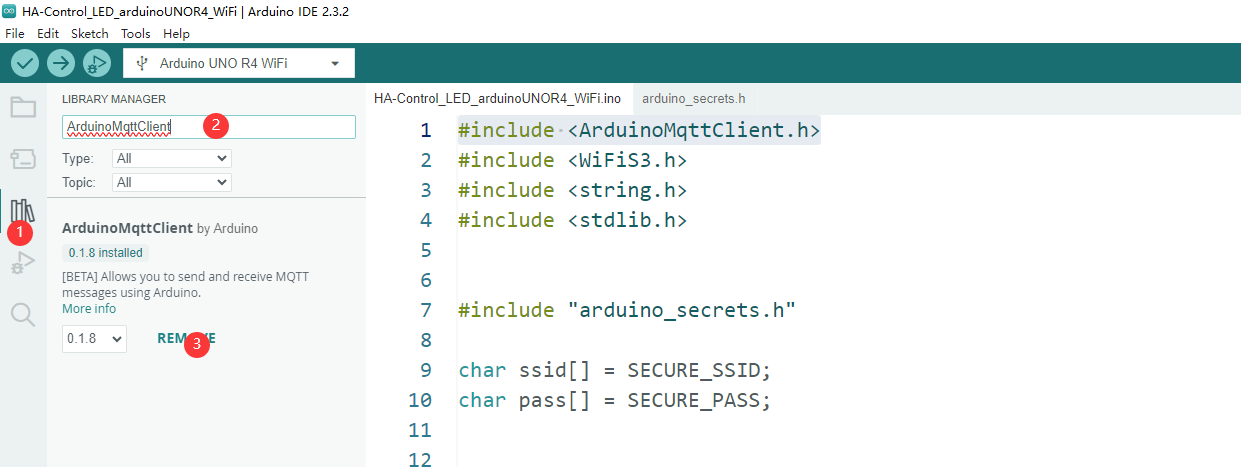 HA-Control_LED_arduinoUNOR4_WiFi | Arduino IDE 2.3.2
File Edit Sketch Tools Help
Arduino UNO R4 WiFi
LIBRARY MANAGER
ArduinoMqttClient
2
Type: All
Topic: All
1
ArduinoMqttClient by Arduino
0.1.8 installed
[BETA] Allows you to send and receive MQTT
messages using Arduino.
More info
0.1.8
3
HA-Control_LED_arduinoUNOR4_WiFi.ino arduino_secrets.h
1 #include <ArduinoMqttClient.h>
2 #include <WiFiS3.h>
3 #include <string.h>
4 #include <stdlib.h>
5
6
7 #include "arduino_secrets.h"
8
9 char ssid[] = SECURE_SSID;
10 char pass[] = SECURE_PASS;
11
12